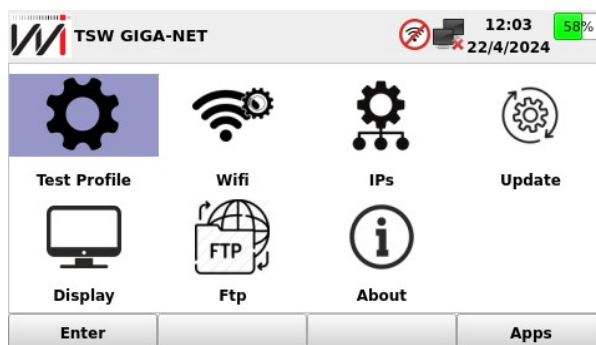 TSW GIGA-NET
12:03
58%
22/4/2024
Test Profile
Wifi
IPs
Update
FTP
Display
Ftp
About
Enter
Apps